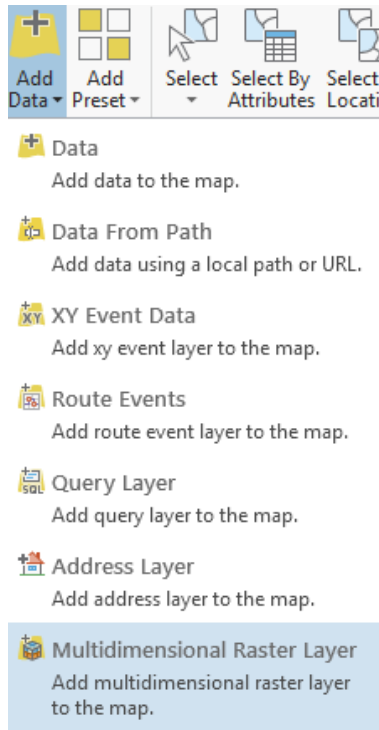 Add Data
Add Preset
Select
Select By Attributes
Select
Data
Add data to the map.
Data From Path
Add data using a local path or URL.
XY
XY Event Data
Add xy event layer to the map.
Route Events
Add route event layer to the map.
SQL
Query Layer
Add query layer to the map.
Address Layer
Add address layer to the map.
Multidimensional Raster Layer
Add multidimensional raster layer
to the map.